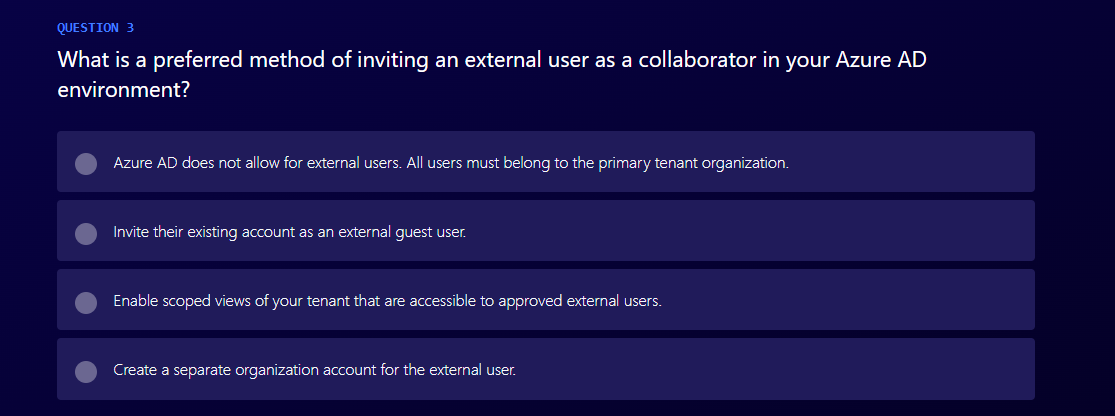 QUESTION 3
What is a preferred method of inviting an external user as a collaborator in your Azure AD
environment?
Azure AD does not allow for external users. All users must belong to the primary tenant organization.
Invite their existing account as an external guest user.
Enable scoped views of your tenant that are accessible to approved external users.
Create a separate organization account for the external user.